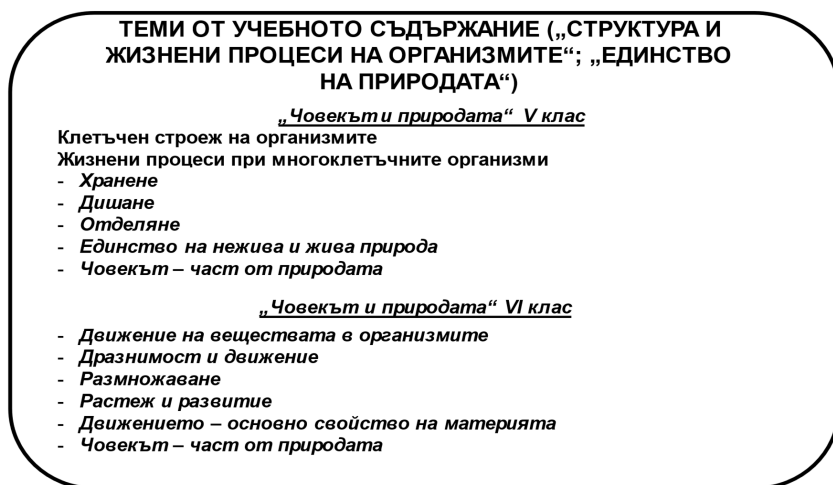 ТЕМИ ОТ УЧЕБНОТО СЪДЪРЖАНИЕ („СТРУКТУРА И
ЖИЗНЕНИ ПРОЦЕСИ НА ОРГАНИЗМИТЕ“; „ЕДИНСТВО
НА ПРИРОДАТА“)
„Човекът и природата“ V клас
Клетъчен строеж на организмите
Жизнени процеси при многоклетъчните организми
- Хранене
- Дишане
- Отделяне
- Единство на нежива и жива природа
- Човекът – част от природата
„Човекът и природата“ VI клас
- Движение на веществата в организмите
- Дразнимост и движение
- Размножаване
- Растеж и развитие
- Движението – основно свойство на материята
- Човекът – част от природата